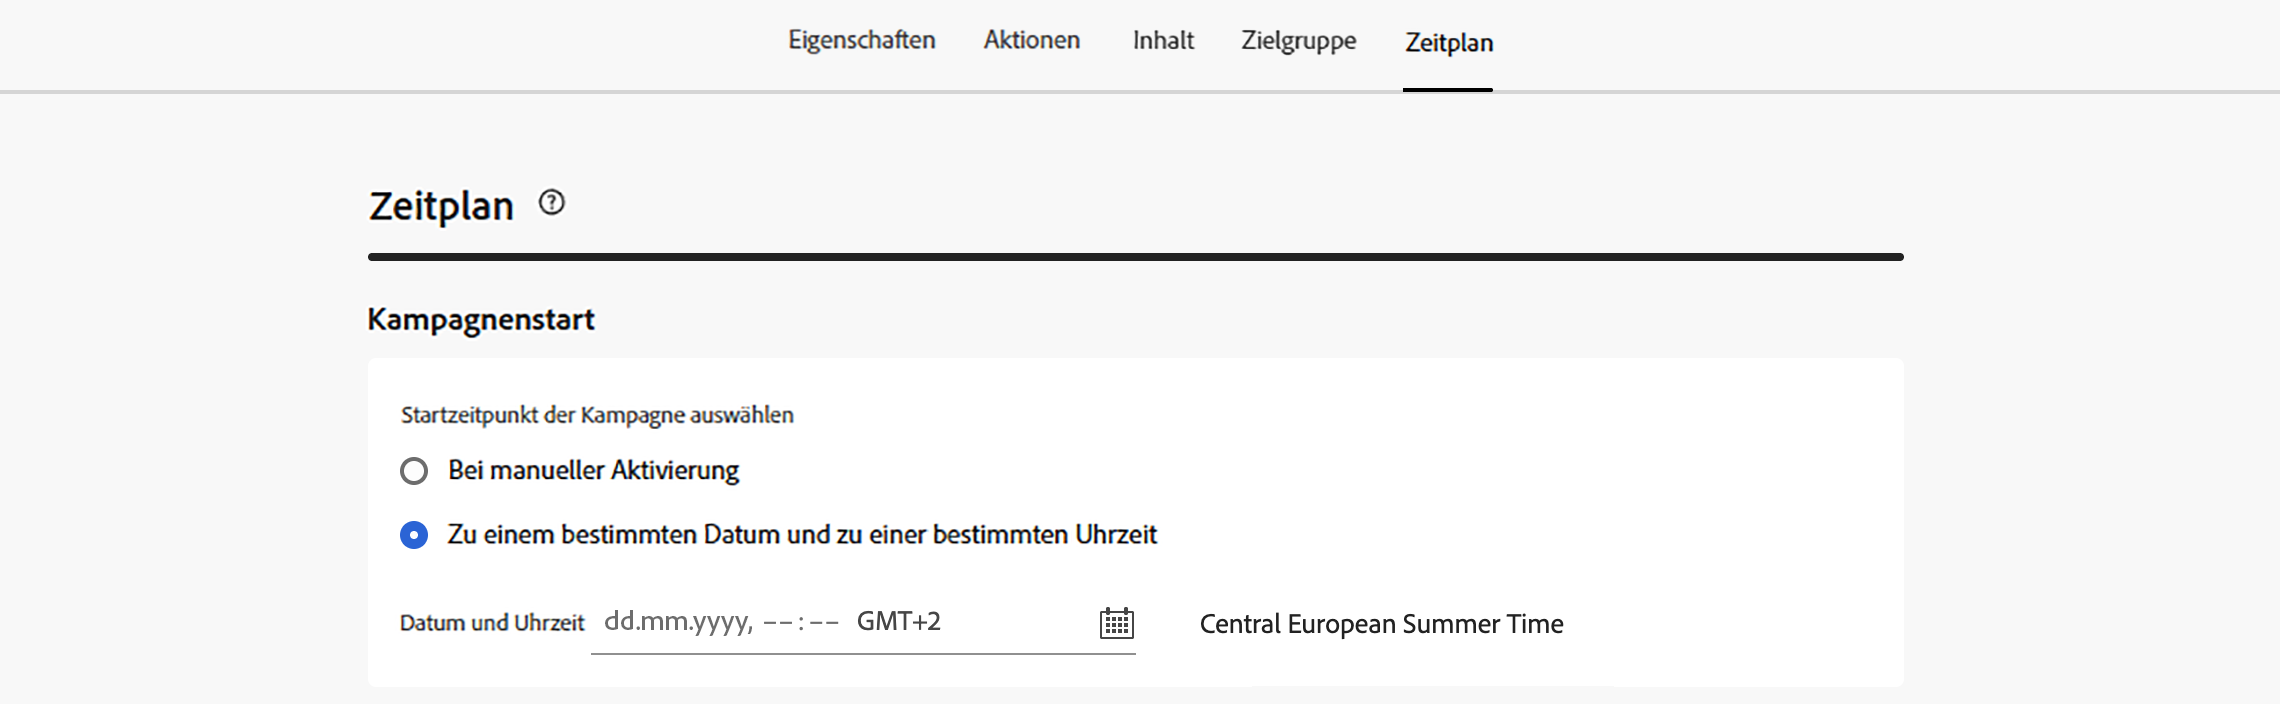 Eigenschaften Aktionen Inhalt Zielgruppe Zeitplan
Zeitplan ?
Kampagnenstart
Startzeitpunkt der Kampagne auswählen
Bei manueller Aktivierung
Zu einem bestimmten Datum und zu einer bestimmten Uhrzeit
Datum und Uhrzeit dd.mm.yyyy, --:-- GMT+2 Central European Summer Time